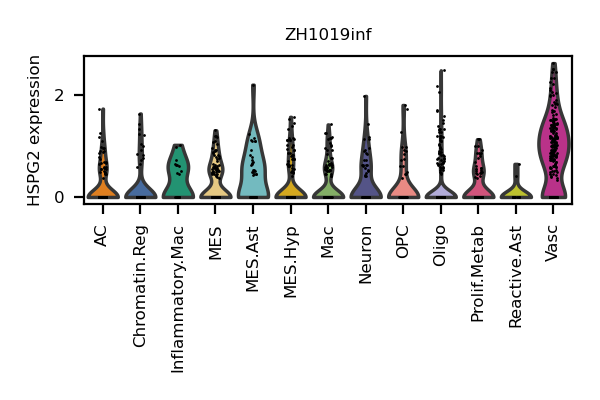 ZH1019inf
HSPG2 expression
2
0
AC
Chromatin.Reg
Inflammatory.Mac
MES
MES.Ast
MES.Hyp
Mac
Neuron
OPC
Oligo
Prolif.Metab
Reactive.Ast
Vasc